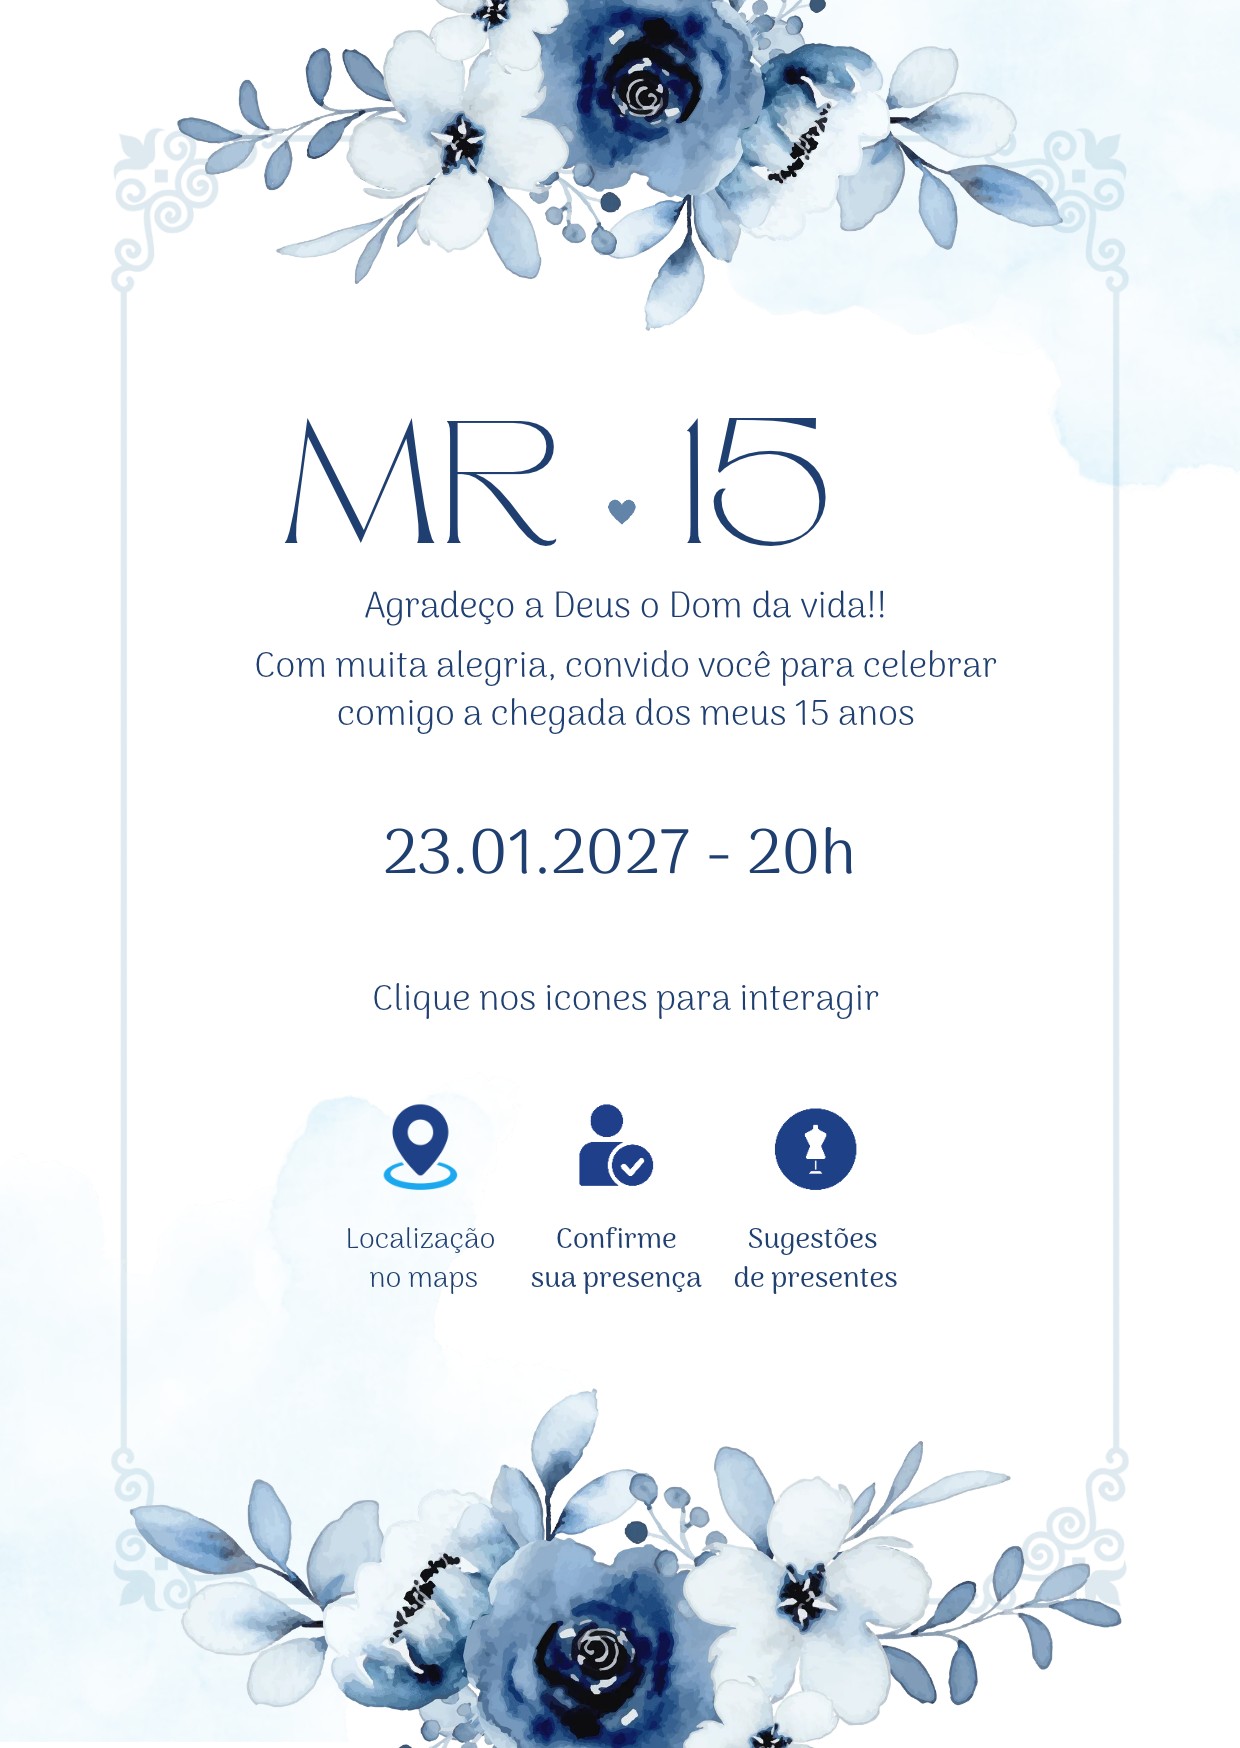 MR 15
Agradeço a Deus o Dom da vida!!
Com muita alegria, convido você para celebrar
comigo a chegada dos meus 15 anos
23.01.2027 - 20h
Clique nos icones para interagir
Localização
no maps
Confirme
sua presença
Sugestões
de presentes